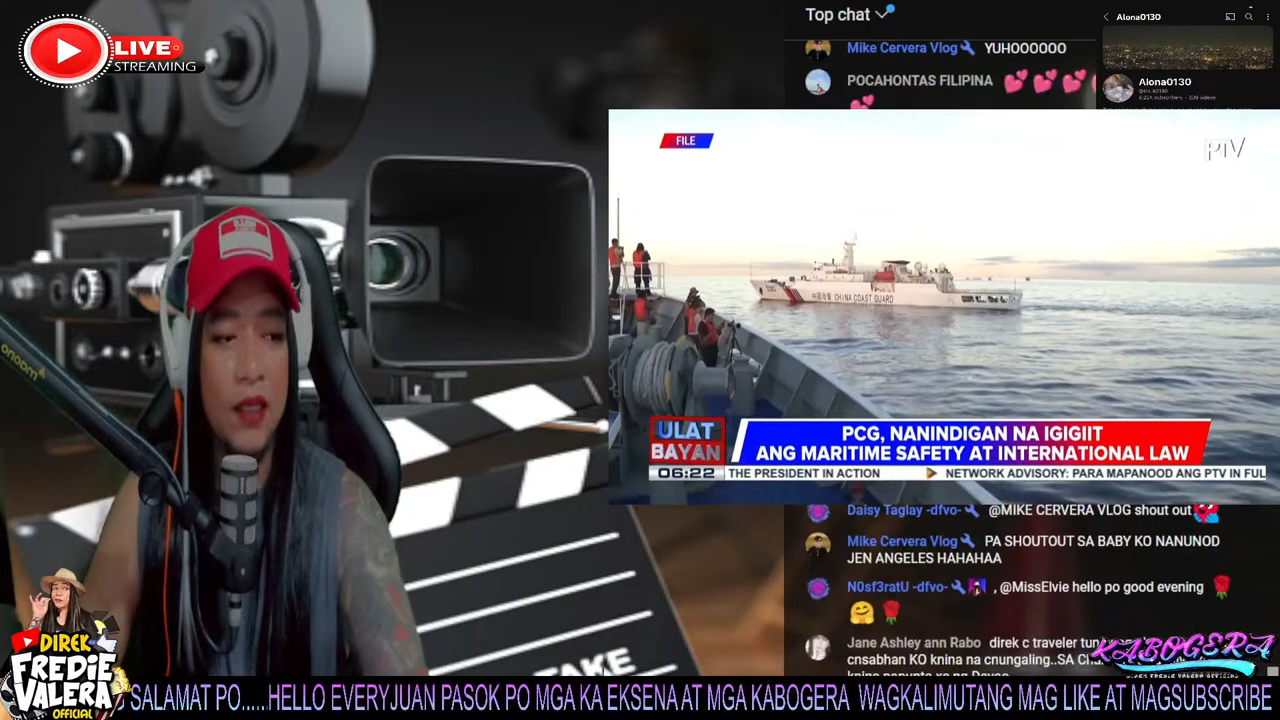 LIVE
STREAMING
Top chat
Mike Cervera Vlog YUHOOOOOO
POCAHONTAS FILIPINA
Alona0130
Alona0130
FILE
PTV
CHINA COAST GUARD
maono
ULAT
BAYAN
PCG, NANINDIGAN NA IGIGIIT
ANG MARITIME SAFETY AT INTERNATIONAL LAW
06:22
THE PRESIDENT IN ACTION
NETWORK ADVISORY: PARA MAPANOOD ANG PTV IN FUL
Daisy Taglay -dfvo- @MIKE CERVERA VLOG shout out
Mike Cervera Vlog PA SHOUTOUT SA BABY KO NANUNOD
JEN ANGELES HAHAHAA
N0sf3ratU -dfvo- , @MissElvie hello po good evening
Jane Ashley ann Rabo direk c traveler
cnsabhan KO knina na cnungaling..SA
TAKE
DIREK
FREDIE
VALERA
OFFICIAL
KABOGERA
SALAMAT PO.....HELLO EVERYJUAN PASOK PO MGA KA EKSENA AT MGA KABOGERA WAGKALIMUTANG MAG LIKE AT MAGSUBSCRIBE